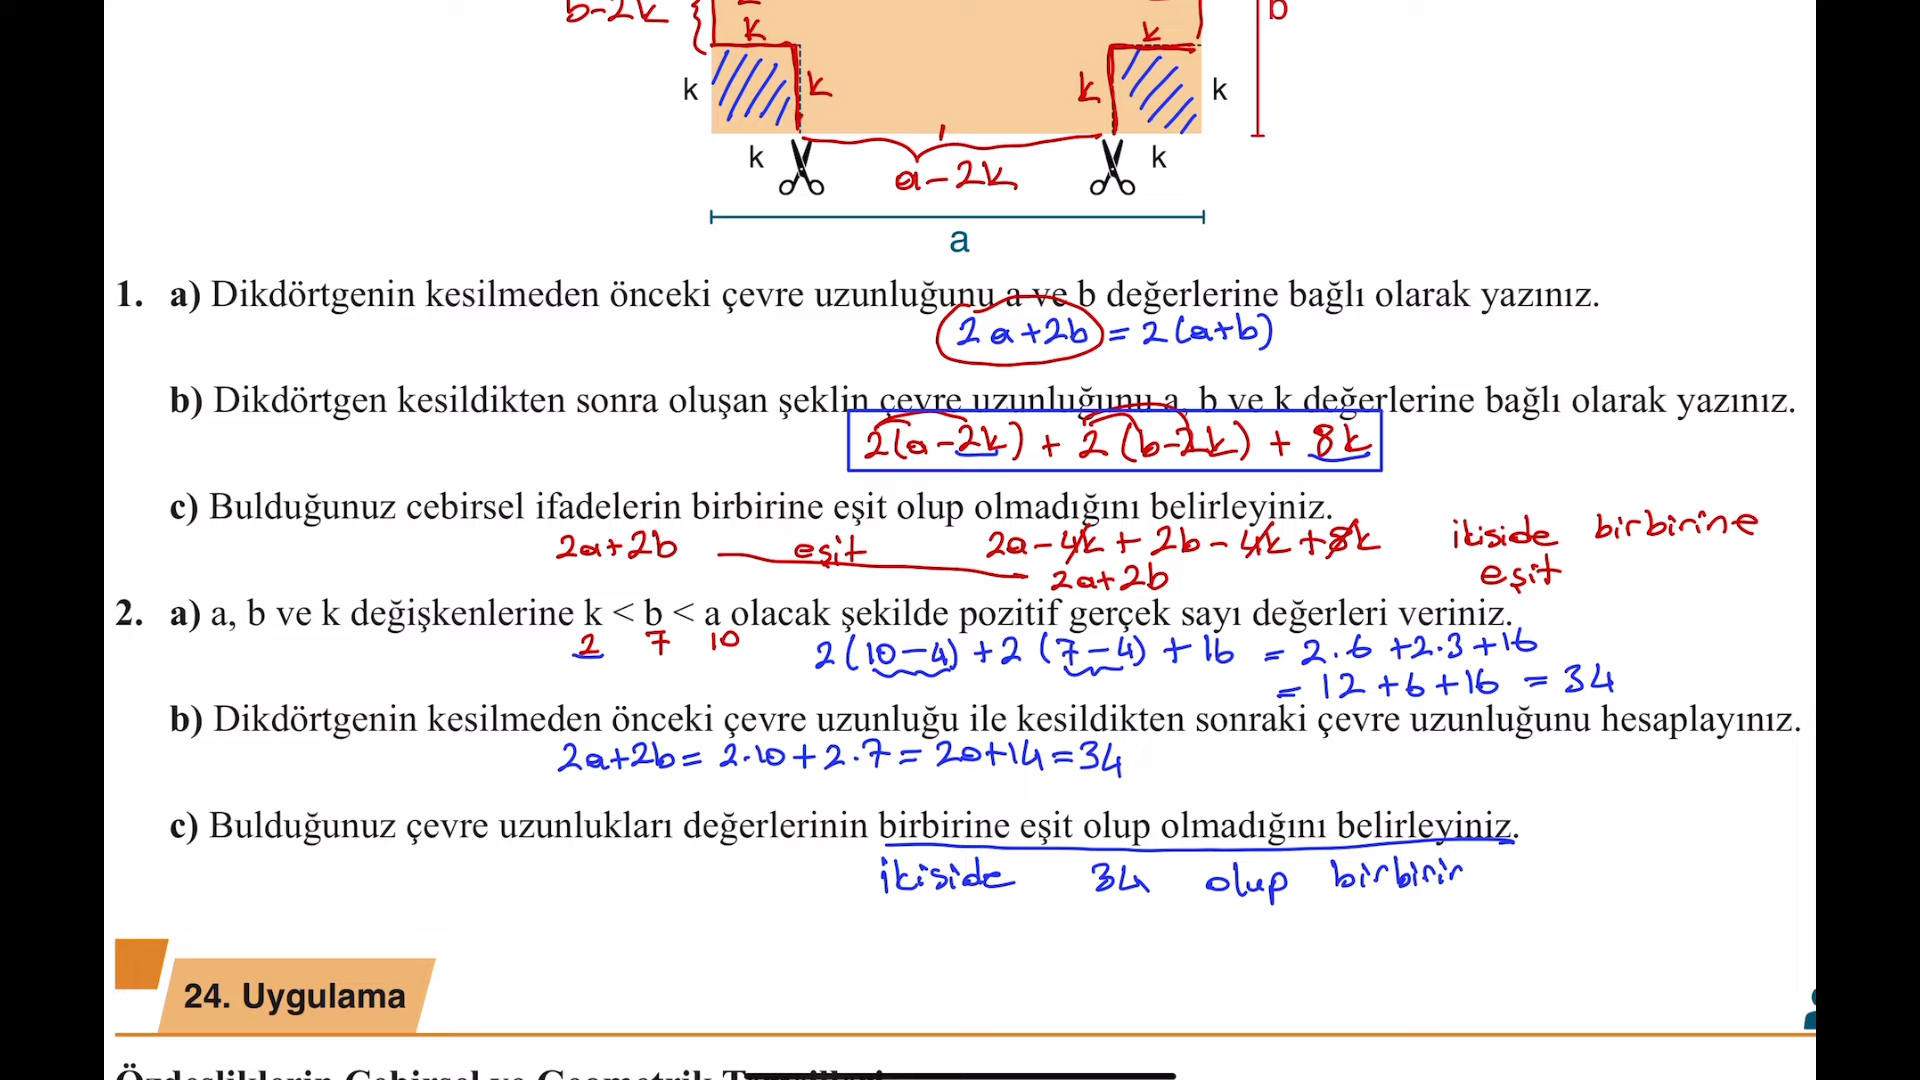 b-2k
k
k
b
k
k
k
k
k
k
a-2k
a
1. a) Dikdörtgenin kesilmeden önceki çevre uzunluğunu a ve b değerlerine bağlı olarak yazınız.
2a+2b = 2(a+b)
b) Dikdörtgen kesildikten sonra oluşan şeklin çevre uzunluğunu a, b ve k değerlerine bağlı olarak yazınız.
2(a-2k) + 2(b-2k) + 8k
c) Bulduğunuz cebirsel ifadelerin birbirine eşit olup olmadığını belirleyiniz.
2a+2b eşit 2a-4k+2b-4k+8k ikiside birbirine
2a+2b eşit
2. a) a, b ve k değişkenlerine k < b < a olacak şekilde pozitif gerçek sayı değerleri veriniz.
2 7 10 2(10-4)+2(7-4)+16 = 2.6+2.3+16
= 12+6+16 = 34
b) Dikdörtgenin kesilmeden önceki çevre uzunluğu ile kesildikten sonraki çevre uzunluğunu hesaplayınız.
2a+2b= 2.10+2.7=20+14=34
c) Bulduğunuz çevre uzunlukları değerlerinin birbirine eşit olup olmadığını belirleyiniz.
ikiside 34 olup birbirin
24. Uygulama
Özdeşliklerin Cebirsel ve Geometrik Temsilleri